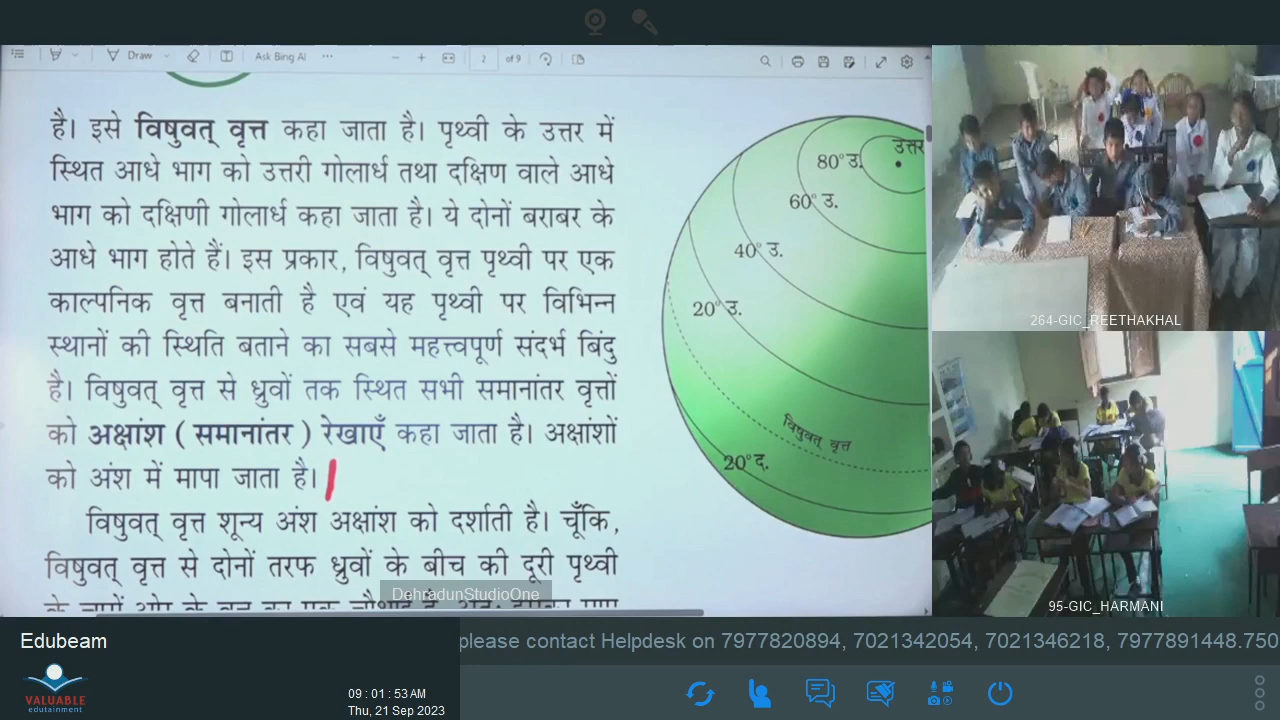 Draw
Ask Bing AI
2
of 9
है। इसे विषुवत् वृत्त कहा जाता है। पृथ्वी के उत्तर में
स्थित आधे भाग को उत्तरी गोलार्ध तथा दक्षिण वाले आधे
भाग को दक्षिणी गोलार्ध कहा जाता है। ये दोनों बराबर के
आधे भाग होते हैं। इस प्रकार, विषुवत् वृत्त पृथ्वी पर एक
काल्पनिक वृत्त बनाती है एवं यह पृथ्वी पर विभिन्न
स्थानों की स्थिति बताने का सबसे महत्त्वपूर्ण संदर्भ बिंदु
है। विषुवत् वृत्त से ध्रुवों तक स्थित सभी समानांतर वृत्तों
को अक्षांश (समानांतर) रेखाएँ कहा जाता है। अक्षांशों
को अंश में मापा जाता है।
विषुवत् वृत्त शून्य अंश अक्षांश को दर्शाती है। चूँकि,
विषुवत् वृत्त से दोनों तरफ ध्रुवों के बीच की दूरी पृथ्वी
उत्तर
80° उ.
60° उ.
40° उ.
20° उ.
विषुवत् वृत्त
20° द.
DehradunStudioOne
264-GIC_REETHAKHAL
95-GIC_HARMANI
Edubeam
please contact Helpdesk on 7977820894, 7021342054, 7021346218, 7977891448.750
VALUABLE
edutainment
09 : 01 : 53 AM
Thu, 21 Sep 2023